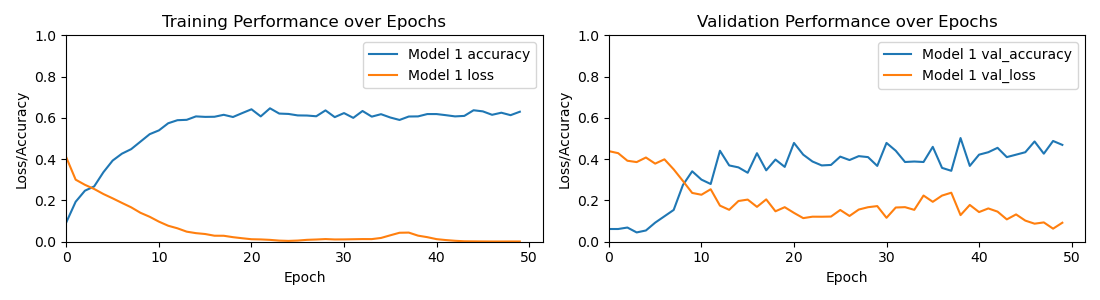 Training Performance over Epochs
Loss/Accuracy
1.0
0.8
0.6
0.4
0.2
0.0
Model 1 accuracy
Model 1 loss
0 10 20 30 40 50
Epoch
Validation Performance over Epochs
Loss/Accuracy
1.0
0.8
0.6
0.4
0.2
0.0
Model 1 val_accuracy
Model 1 val_loss
0 10 20 30 40 50
Epoch